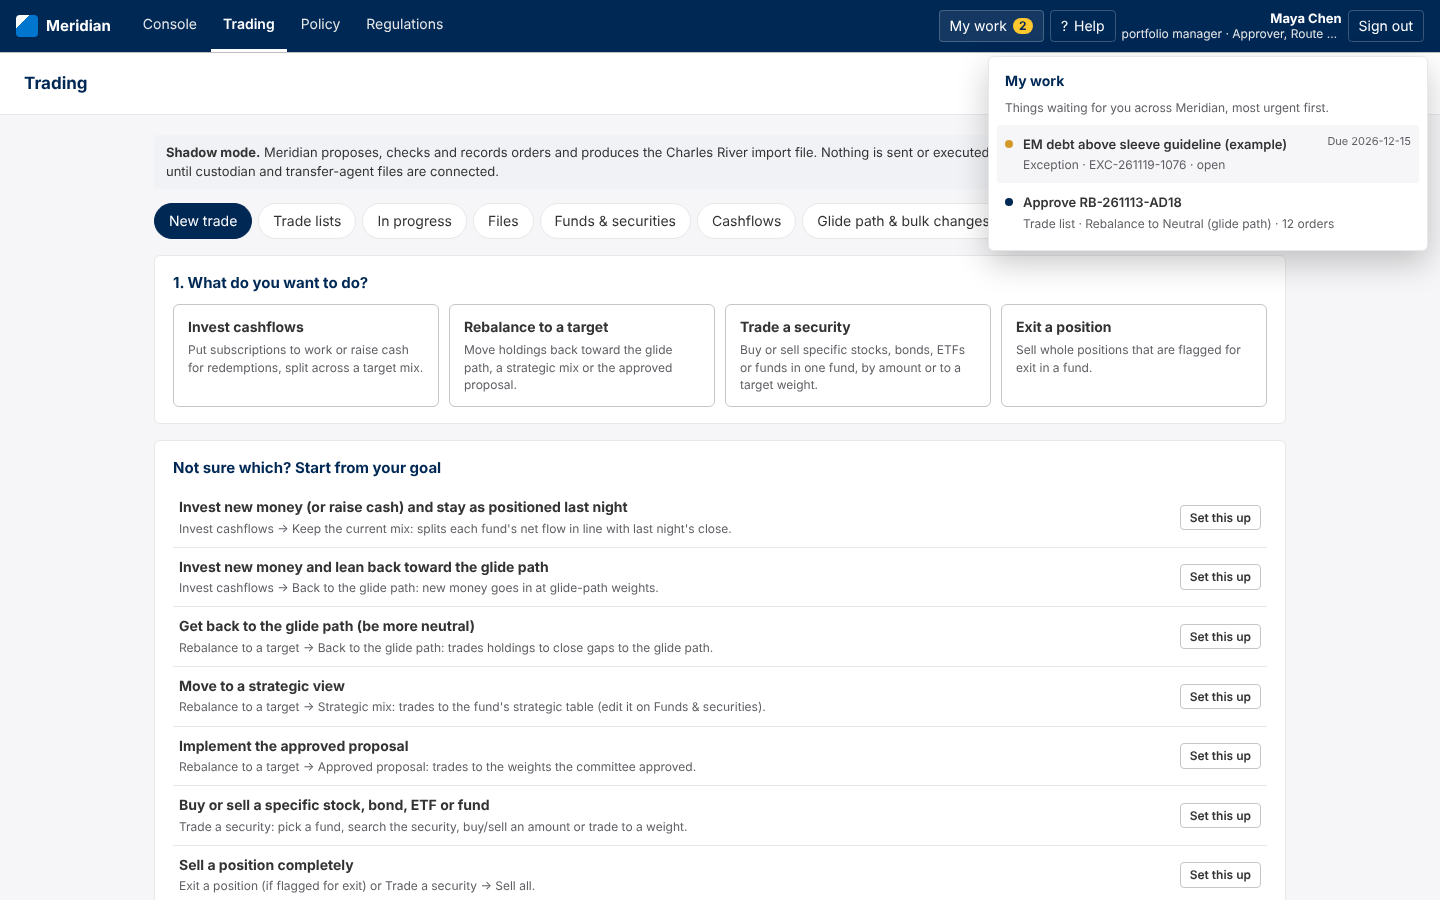 Meridian
Console
Trading
Policy
Regulations
My work 2
? Help
Maya Chen
portfolio manager · Approver, Route ...
Sign out
Trading
My work
Things waiting for you across Meridian, most urgent first.
EM debt above sleeve guideline (example)
Due 2026-12-15
Exception · EXC-261119-1076 · open
Approve RB-261113-AD18
Trade list · Rebalance to Neutral (glide path) · 12 orders
Shadow mode. Meridian proposes, checks and records orders and produces the Charles River import file. Nothing is sent or executed
until custodian and transfer-agent files are connected.
New trade
Trade lists
In progress
Files
Funds & securities
Cashflows
Glide path & bulk changes
1. What do you want to do?
Invest cashflows
Put subscriptions to work or raise cash
for redemptions, split across a target mix.
Rebalance to a target
Move holdings back toward the glide
path, a strategic mix or the approved
proposal.
Trade a security
Buy or sell specific stocks, bonds, ETFs
or funds in one fund, by amount or to a
target weight.
Exit a position
Sell whole positions that are flagged for
exit in a fund.
Not sure which? Start from your goal
Invest new money (or raise cash) and stay as positioned last night
Invest cashflows → Keep the current mix: splits each fund's net flow in line with last night's close.
Set this up
Invest new money and lean back toward the glide path
Invest cashflows → Back to the glide path: new money goes in at glide-path weights.
Set this up
Get back to the glide path (be more neutral)
Rebalance to a target → Back to the glide path: trades holdings to close gaps to the glide path.
Set this up
Move to a strategic view
Rebalance to a target → Strategic mix: trades to the fund's strategic table (edit it on Funds & securities).
Set this up
Implement the approved proposal
Rebalance to a target → Approved proposal: trades to the weights the committee approved.
Set this up
Buy or sell a specific stock, bond, ETF or fund
Trade a security: pick a fund, search the security, buy/sell an amount or trade to a weight.
Set this up
Sell a position completely
Exit a position (if flagged for exit) or Trade a security → Sell all.
Set this up